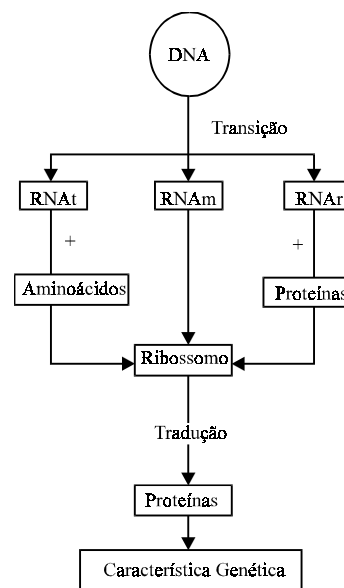 DNA
Transição
RNAt RNAm RNAr
+ +
Aminoácidos
Proteínas
Ribossomo
Tradução
Proteínas
Característica Genética